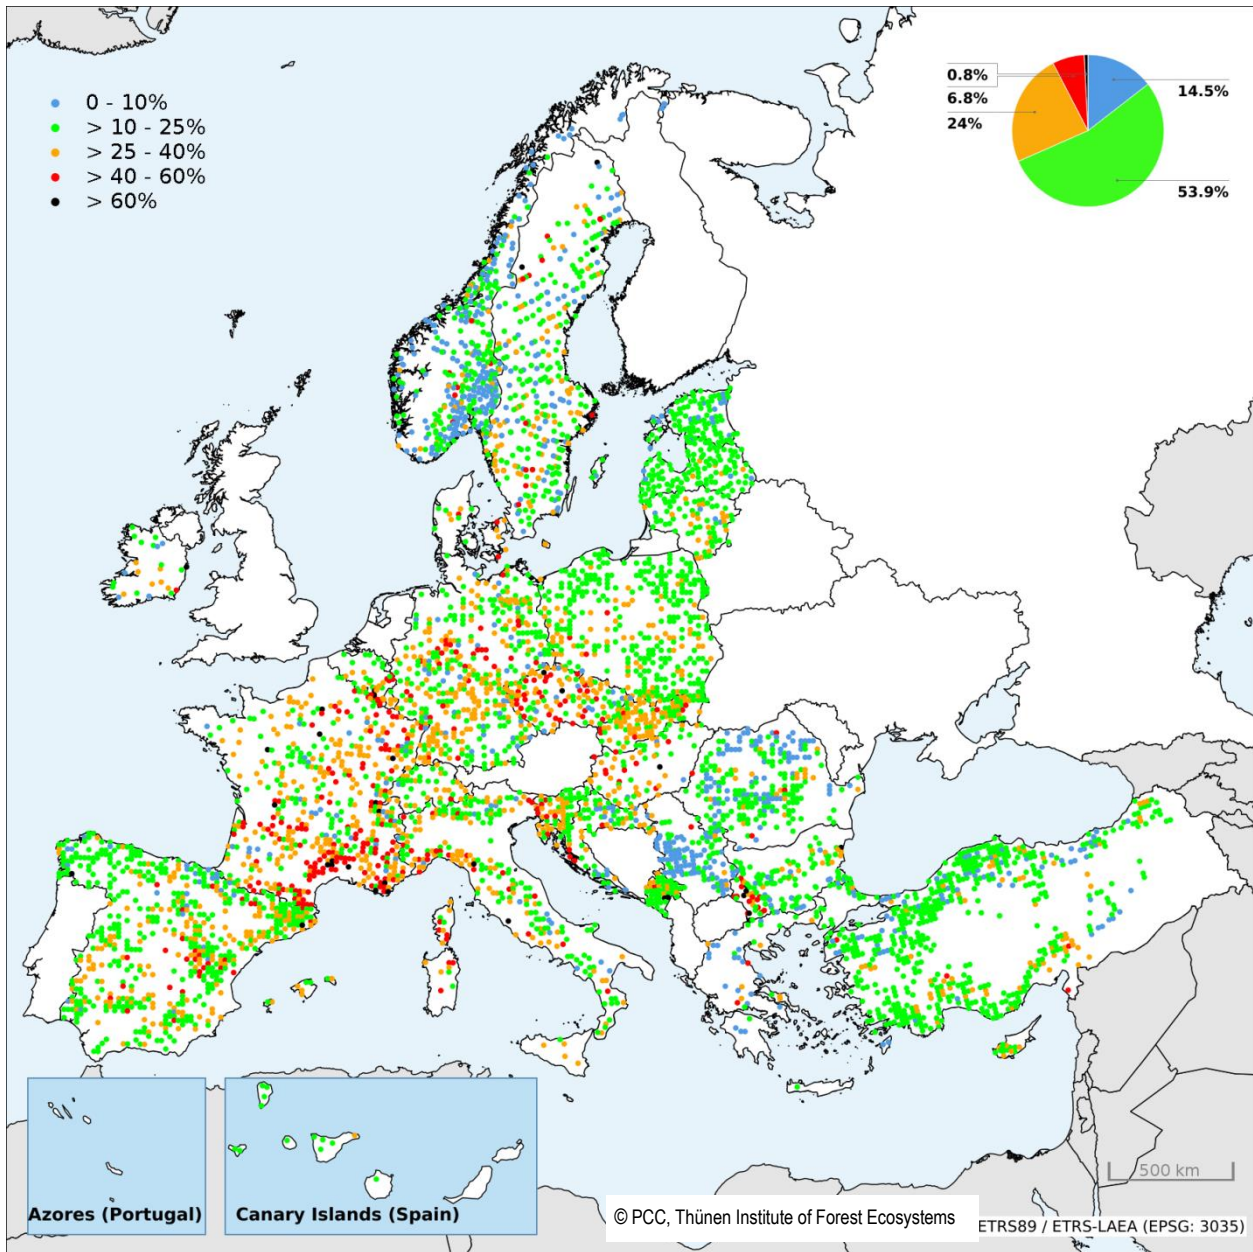 0 - 10%
> 10 - 25%
> 25 - 40%
> 40 - 60%
> 60%
0.8%
6.8%
24%
14.5%
53.9%
500 km
Azores (Portugal)
Canary Islands (Spain)
© PCC, Thünen Institute of Forest Ecosystems
ETRS89 / ETRS-LAEA (EPSG: 3035)